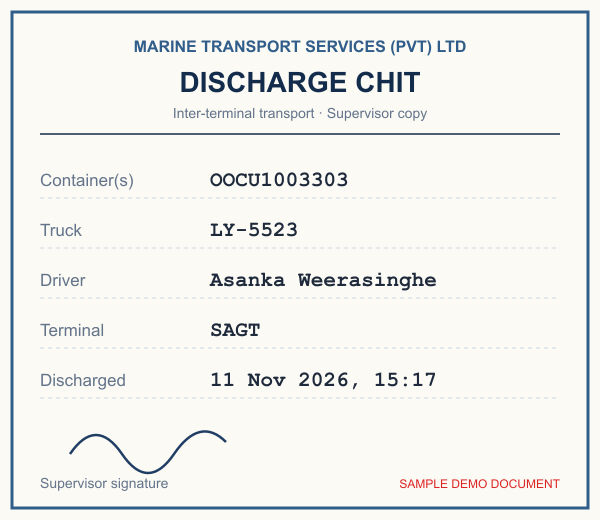 MARINE TRANSPORT SERVICES (PVT) LTD
DISCHARGE CHIT
Inter-terminal transport · Supervisor copy
Container(s) OOCU1003303
Truck LY-5523
Driver Asanka Weerasinghe
Terminal SAGT
Discharged 11 Nov 2026, 15:17
Supervisor signature SAMPLE DEMO DOCUMENT